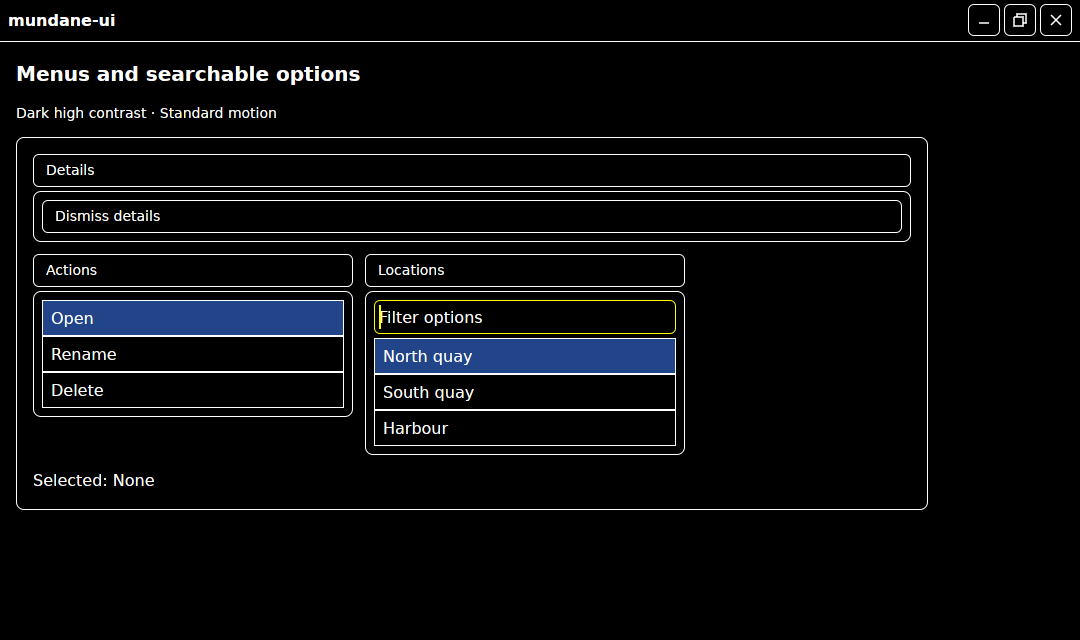 mundane-ui
Menus and searchable options
Dark high contrast · Standard motion
Details
Dismiss details
Actions
Open
Rename
Delete
Locations
Filter options
North quay
South quay
Harbour
Selected: None